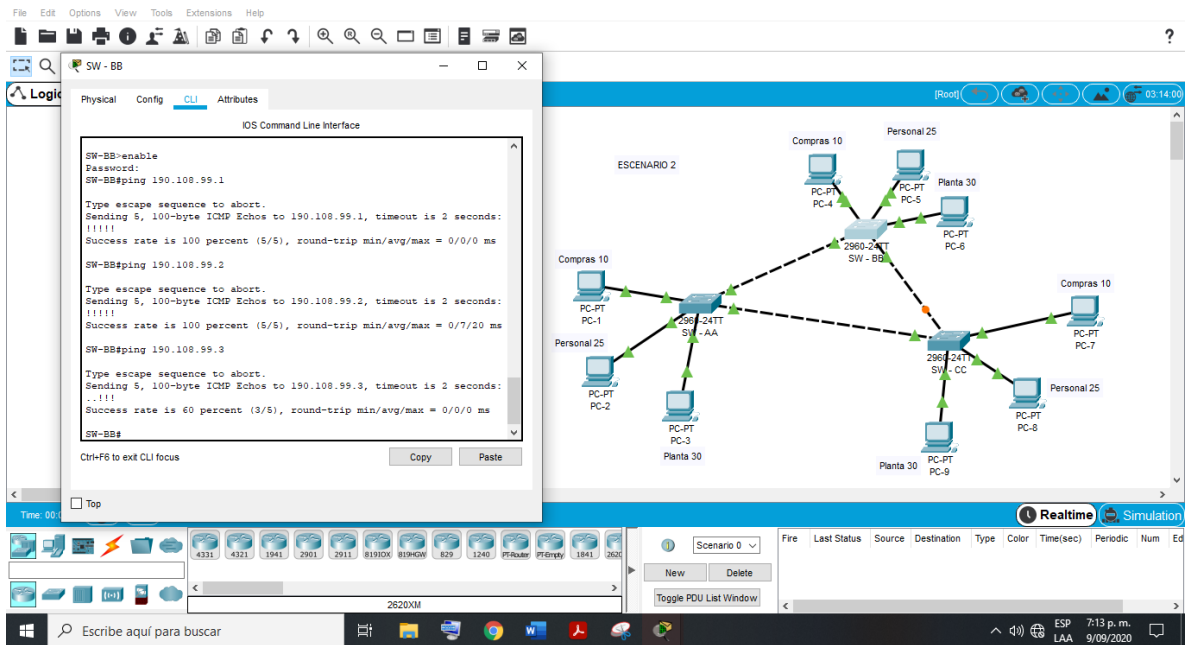 File Edit Options View Tools Extensions Help
?
SW - BB
Logic
[Root]
03:14:00
Physical Config CLI Attributes
IOS Command Line Interface
SW-BB>enable
Password:
SW-BB#ping 190.108.99.1
Type escape sequence to abort.
Sending 5, 100-byte ICMP Echos to 190.108.99.1, timeout is 2 seconds:
!!!!!
Success rate is 100 percent (5/5), round-trip min/avg/max = 0/0/0 ms
SW-BB#ping 190.108.99.2
Type escape sequence to abort.
Sending 5, 100-byte ICMP Echos to 190.108.99.2, timeout is 2 seconds:
!!!!!
Success rate is 100 percent (5/5), round-trip min/avg/max = 0/7/20 ms
SW-BB#ping 190.108.99.3
Type escape sequence to abort.
Sending 5, 100-byte ICMP Echos to 190.108.99.3, timeout is 2 seconds:
..!!!
Success rate is 60 percent (3/5), round-trip min/avg/max = 0/0/0 ms
SW-BB#
Ctrl+F6 to exit CLI focus
Copy Paste
Top
ESCENARIO 2
Compras 10
Personal 25
Planta 30
PC-PT
PC-4
PC-PT
PC-5
PC-PT
PC-6
2960-24TT
SW - BB
Compras 10
PC-PT
PC-1
2960-24TT
SW - AA
Personal 25
PC-PT
PC-2
PC-PT
PC-3
Planta 30
Compras 10
PC-PT
PC-7
2960-24TT
SW - CC
Personal 25
PC-PT
PC-8
Planta 30
PC-PT
PC-9
Time: 00:
Realtime Simulation
4331 4321 1941 2901 2911 819IOX 819HGW 829 1240 PT-Router PT-Empty 1841 2620
2620XM
Scenario 0
New Delete
Toggle PDU List Window
Fire Last Status Source Destination Type Color Time(sec) Periodic Num Ed
Escribe aquí para buscar
ESP
LAA
7:13 p. m.
9/09/2020